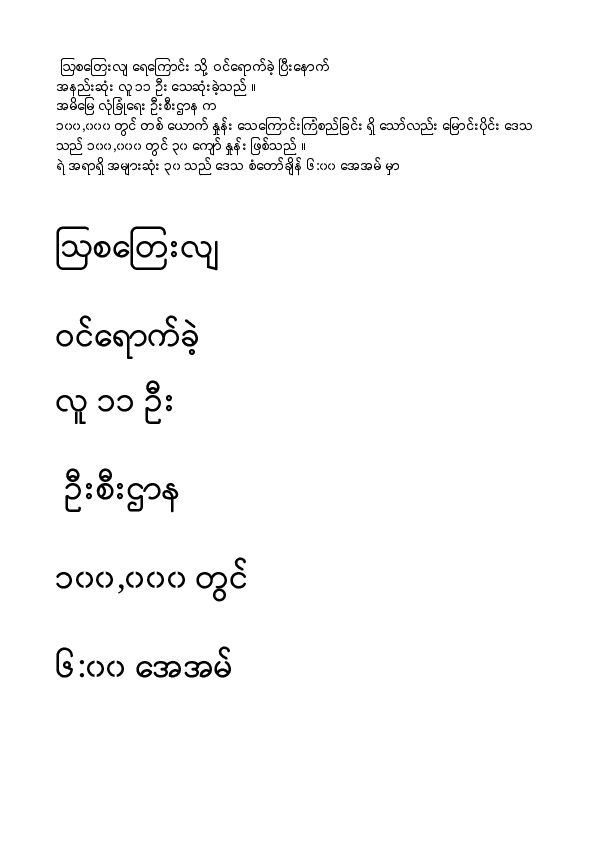 ဩစတြေးလျ ရေကြောင်း သို့ ဝင်ရောက်ခဲ့ ပြီးနောက်
အနည်းဆုံး လူ ၁၁ ဦး သေဆုံးခဲ့သည် ။
အမိမြေ လုံခြုံရေး ဦးစီးဌာန က
၁၀၀,၀၀၀ တွင် တစ် ယောက် နှုန်း သေကြောင်းကြံစည်ခြင်း ရှိ သော်လည်း မြောင်းပိုင်း ဒေသ
သည် ၁၀၀,၀၀၀ တွင် ၃၀ ကျော် နှုန်း ဖြစ်သည် ။
ရဲ အရာရှိ အများဆုံး ၃၀ သည် ဒေသ စံတော်ချိန် ၆:၀၀ အေအမ် မှာ
ဩစတြေးလျ
ဝင်ရောက်ခဲ့
လူ ၁၁ ဦး
ဦးစီးဌာန
၁၀၀,၀၀၀ တွင်
၆:၀၀ အေအမ်